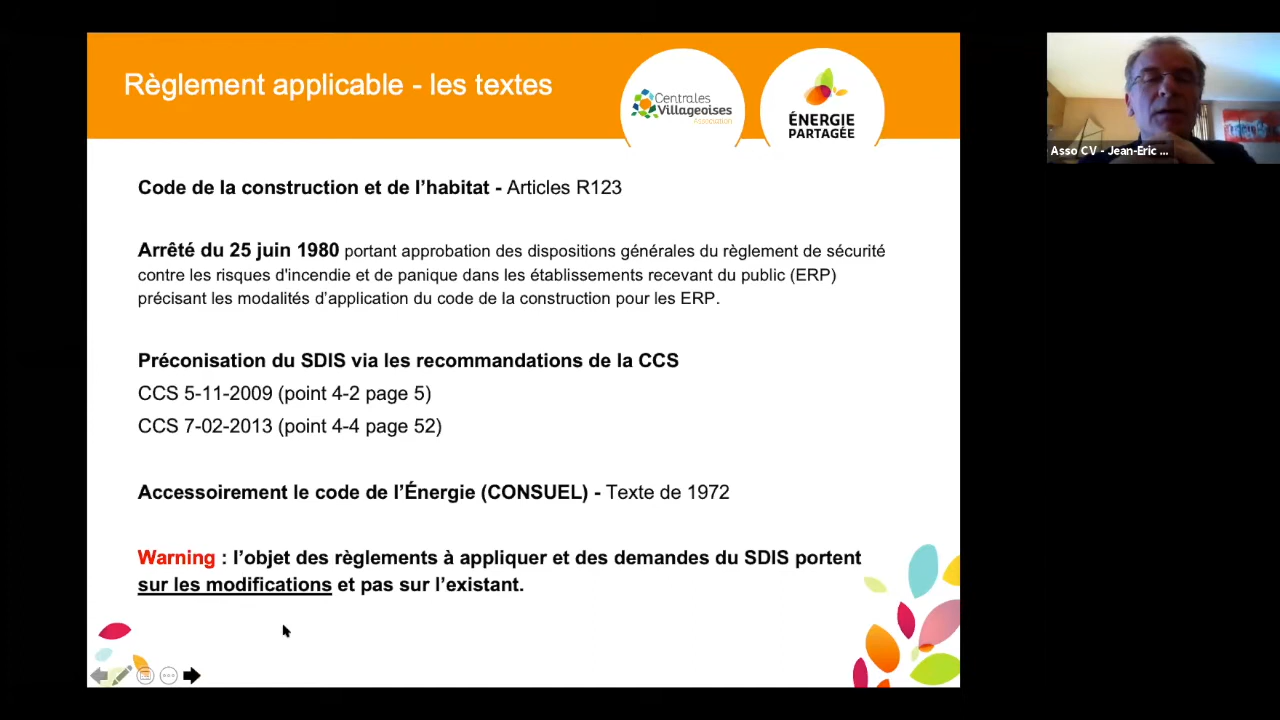 Règlement applicable - les textes
Centrales
Villageoises
Association
ÉNERGIE
PARTAGÉE
Asso CV - Jean-Eric ...
Code de la construction et de l’habitat - Articles R123
Arrêté du 25 juin 1980 portant approbation des dispositions générales du règlement de sécurité
contre les risques d'incendie et de panique dans les établissements recevant du public (ERP)
précisant les modalités d’application du code de la construction pour les ERP.
Préconisation du SDIS via les recommandations de la CCS
CCS 5-11-2009 (point 4-2 page 5)
CCS 7-02-2013 (point 4-4 page 52)
Accessoirement le code de l’Énergie (CONSUEL) - Texte de 1972
Warning : l’objet des règlements à appliquer et des demandes du SDIS portent
sur les modifications et pas sur l’existant.